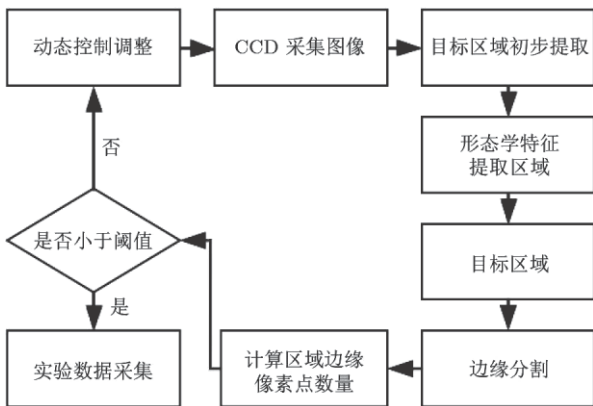 动态控制调整
CCD 采集图像
目标区域初步提取
形态学特征
提取区域
目标区域
边缘分割
计算区域边缘
像素点数量
是否小于阈值
否
是
实验数据采集